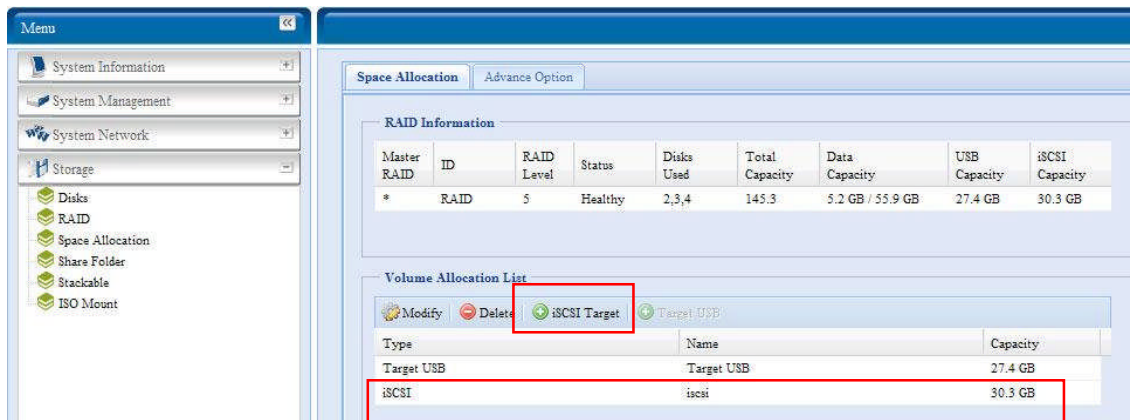 Menu
System Information
System Management
System Network
Storage
Disks
RAID
Space Allocation
Share Folder
Stackable
ISO Mount
Space Allocation Advance Option
RAID Information
Master RAID ID RAID Level Status Disks Used Total Capacity Data Capacity USB Capacity iSCSI Capacity
* RAID 5 Healthy 2,3,4 145.3 5.2 GB / 55.9 GB 27.4 GB 30.3 GB
Volume Allocation List
Modify Delete iSCSI Target Target USB
Type Name Capacity
Target USB Target USB 27.4 GB
iSCSI iscsi 30.3 GB